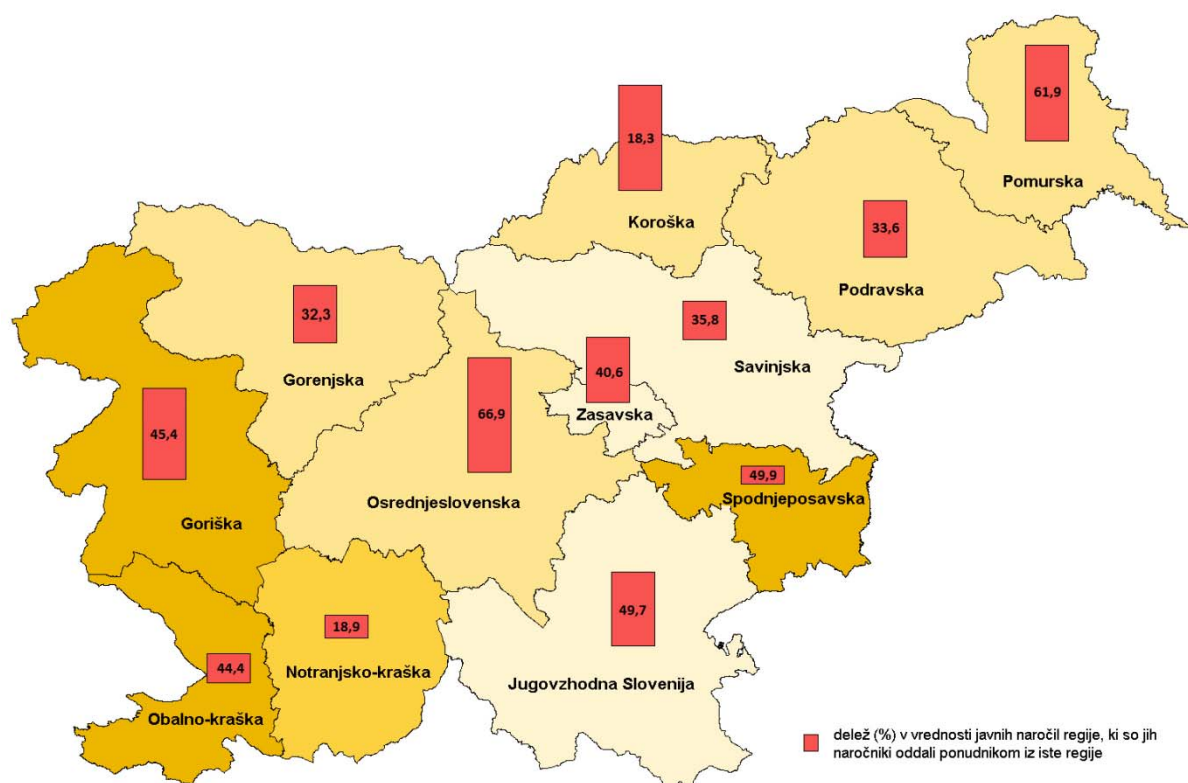 61,9
Pomurska
18,3
Koroška
33,6
Podravska
32,3
Gorenjska
35,8
Savinjska
40,6
Zasavska
45,4
Goriška
66,9
Osrednjeslovenska
49,9
Spodnjeposavska
49,7
Jugovzhodna Slovenija
18,9
Notranjsko-kraška
44,4
Obalno-kraška
delež (%) v vrednosti javnih naročil regije, ki so jih
naročniki oddali ponudnikom iz iste regije